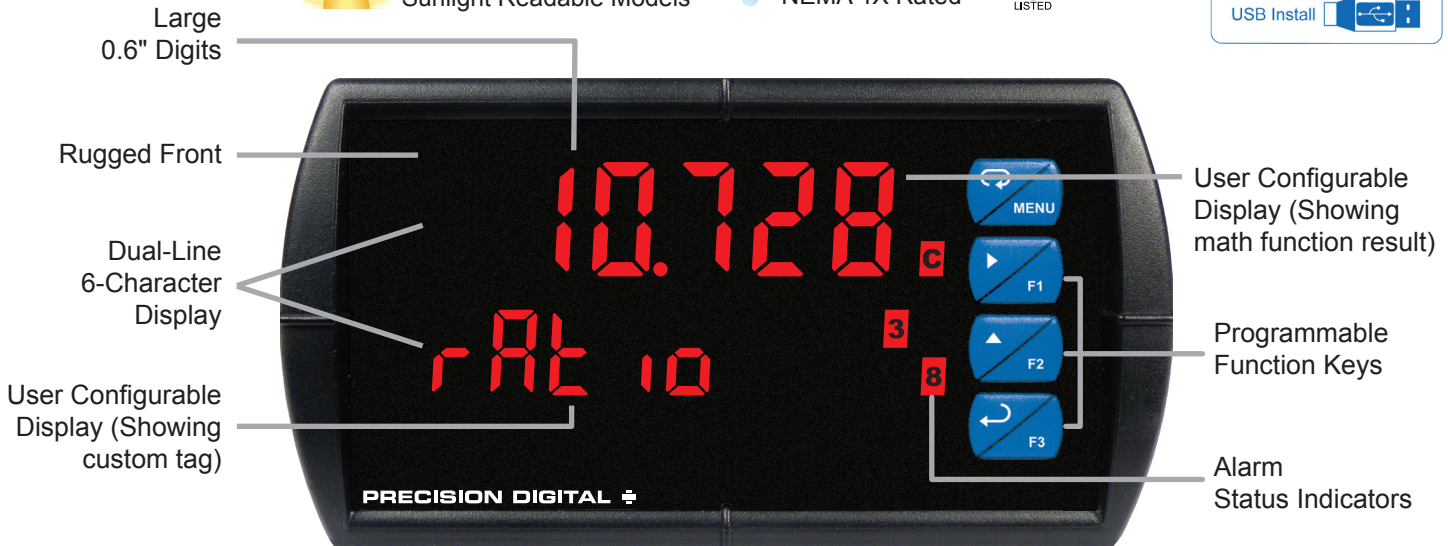 Sunlight Readable Models
NEMA 4X Rated
LISTED
USB Install
Large
0.6" Digits
Rugged Front
Dual-Line
6-Character
Display
User Configurable
Display (Showing
custom tag)
10.728
C
rAtio
3
8
PRECISION DIGITAL
MENU
F1
F2
F3
User Configurable
Display (Showing
math function result)
Programmable
Function Keys
Alarm
Status Indicators